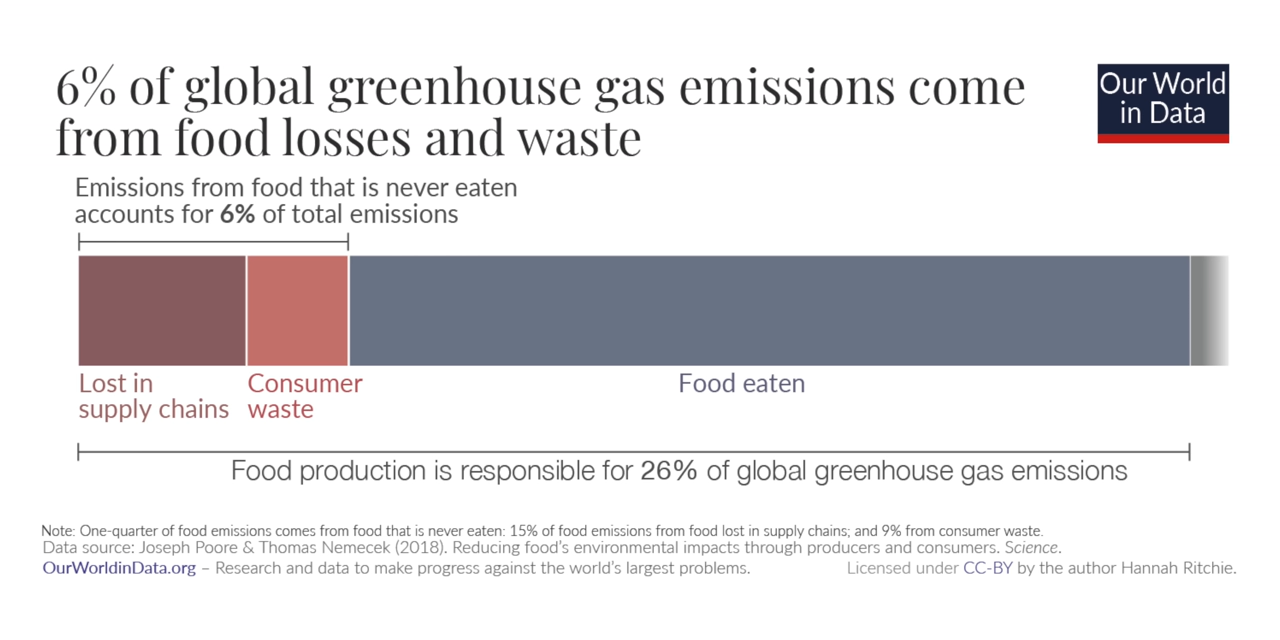 6% of global greenhouse gas emissions come
from food losses and waste
Our World
in Data
Emissions from food that is never eaten
accounts for 6% of total emissions
Lost in
supply chains
Consumer
waste
Food eaten
Food production is responsible for 26% of global greenhouse gas emissions
Note: One-quarter of food emissions comes from food that is never eaten: 15% of food emissions from food lost in supply chains; and 9% from consumer waste.
Data source: Joseph Poore & Thomas Nemecek (2018). Reducing food's environmental impacts through producers and consumers. Science.
OurWorldinData.org – Research and data to make progress against the world's largest problems.
Licensed under CC-BY by the author Hannah Ritchie.